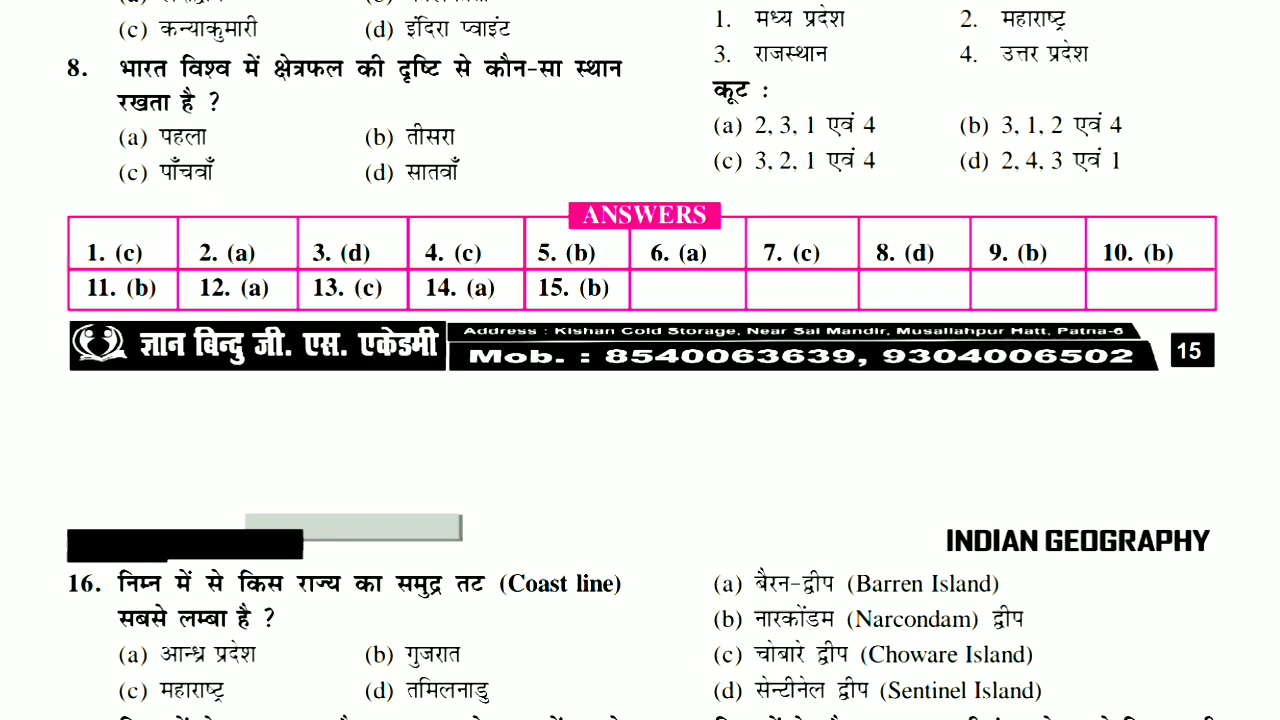 (c) कन्याकुमारी (d) इंदिरा प्वाइंट
8. भारत विश्व में क्षेत्रफल की दृष्टि से कौन-सा स्थान
रखता है ?
(a) पहला (b) तीसरा
(c) पाँचवाँ (d) सातवाँ
1. मध्य प्रदेश 2. महाराष्ट्र
3. राजस्थान 4. उत्तर प्रदेश
कूट :
(a) 2, 3, 1 एवं 4 (b) 3, 1, 2 एवं 4
(c) 3, 2, 1 एवं 4 (d) 2, 4, 3 एवं 1
ANSWERS
1. (c) 2. (a) 3. (d) 4. (c) 5. (b) 6. (a) 7. (c) 8. (d) 9. (b) 10. (b)
11. (b) 12. (a) 13. (c) 14. (a) 15. (b)
ज्ञान बिन्दु जी. एस. एकेडमी
Address : Kishan Cold Storage, Near Sai Mandir, Musallahpur Hatt, Patna-6
Mob. : 8540063639, 9304006502
15
INDIAN GEOGRAPHY
16. निम्न में से किस राज्य का समुद्र तट (Coast line)
सबसे लम्बा है ?
(a) आन्ध्र प्रदेश (b) गुजरात
(c) महाराष्ट्र (d) तमिलनाडु
(a) बैरन-द्वीप (Barren Island)
(b) नारकोंडम (Narcondam) द्वीप
(c) चोबारे द्वीप (Choware Island)
(d) सेन्टीनेल द्वीप (Sentinel Island)